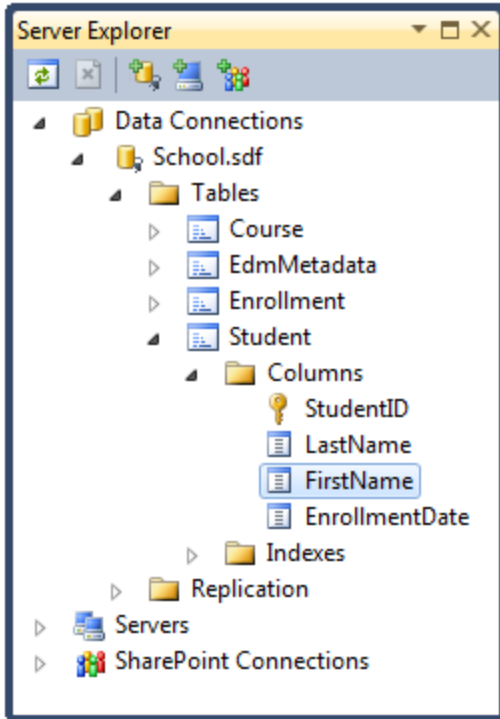 Server Explorer
Data Connections
School.sdf
Tables
Course
EdmMetadata
Enrollment
Student
Columns
StudentID
LastName
FirstName
EnrollmentDate
Indexes
Replication
Servers
SharePoint Connections